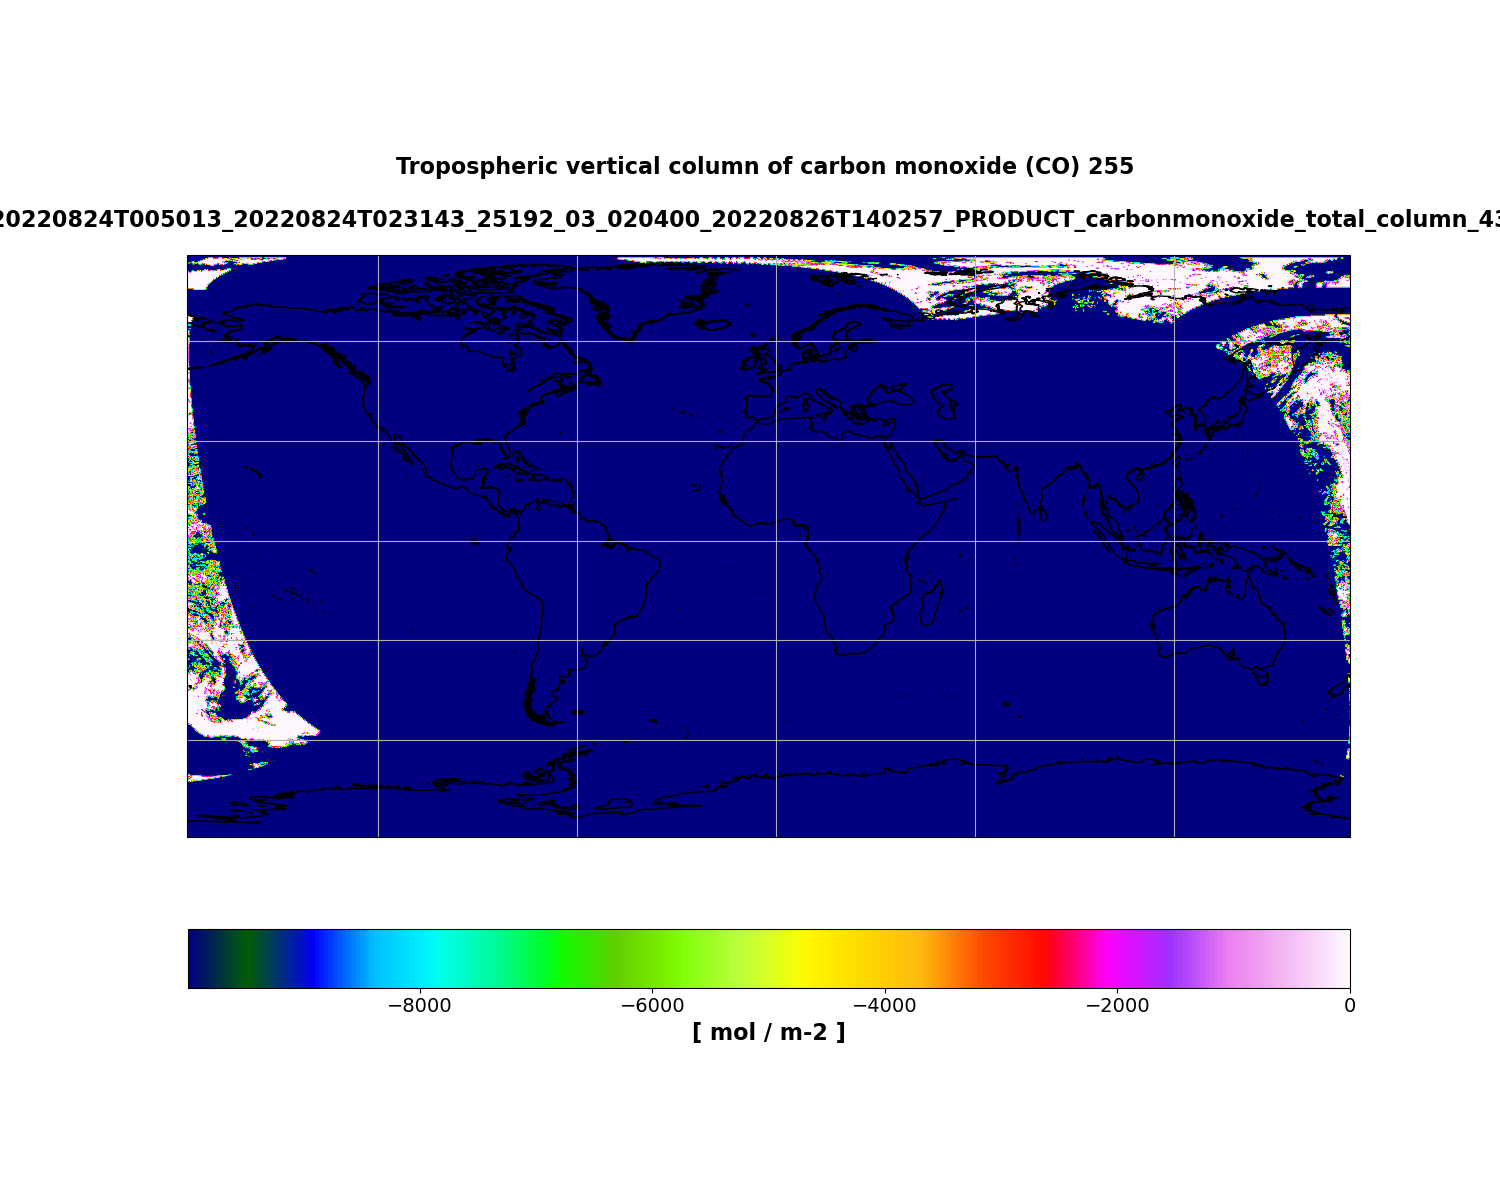 Tropospheric vertical column of carbon monoxide (CO) 255
20220824T005013_20220824T023143_25192_03_020400_20220826T140257_PRODUCT_carbonmonoxide_total_column_43
−8000 −6000 −4000 −2000 0
[ mol / m-2 ]